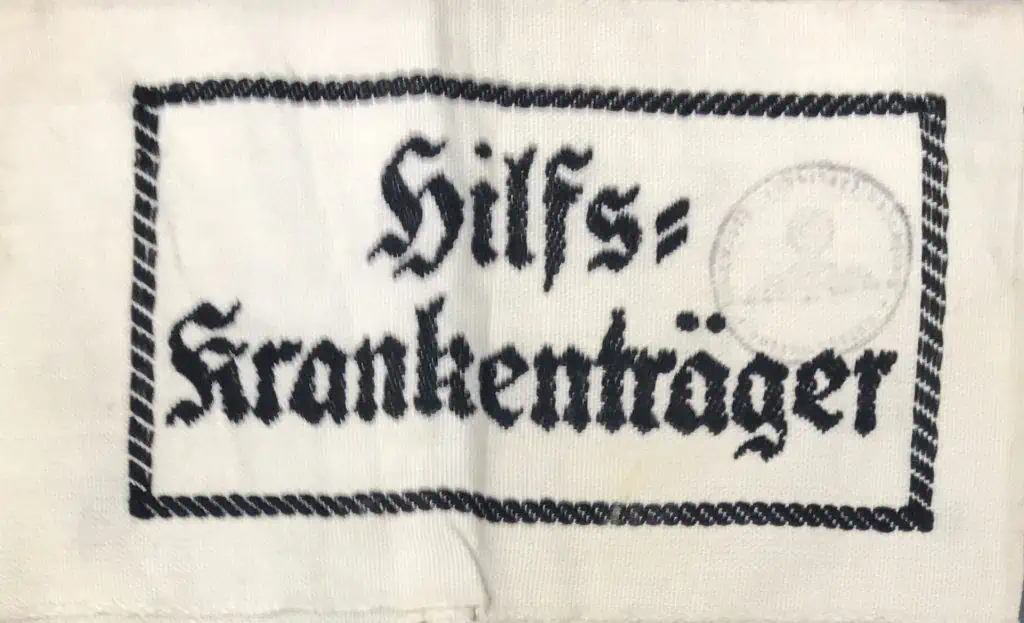 Hilfs-
Krankenträger